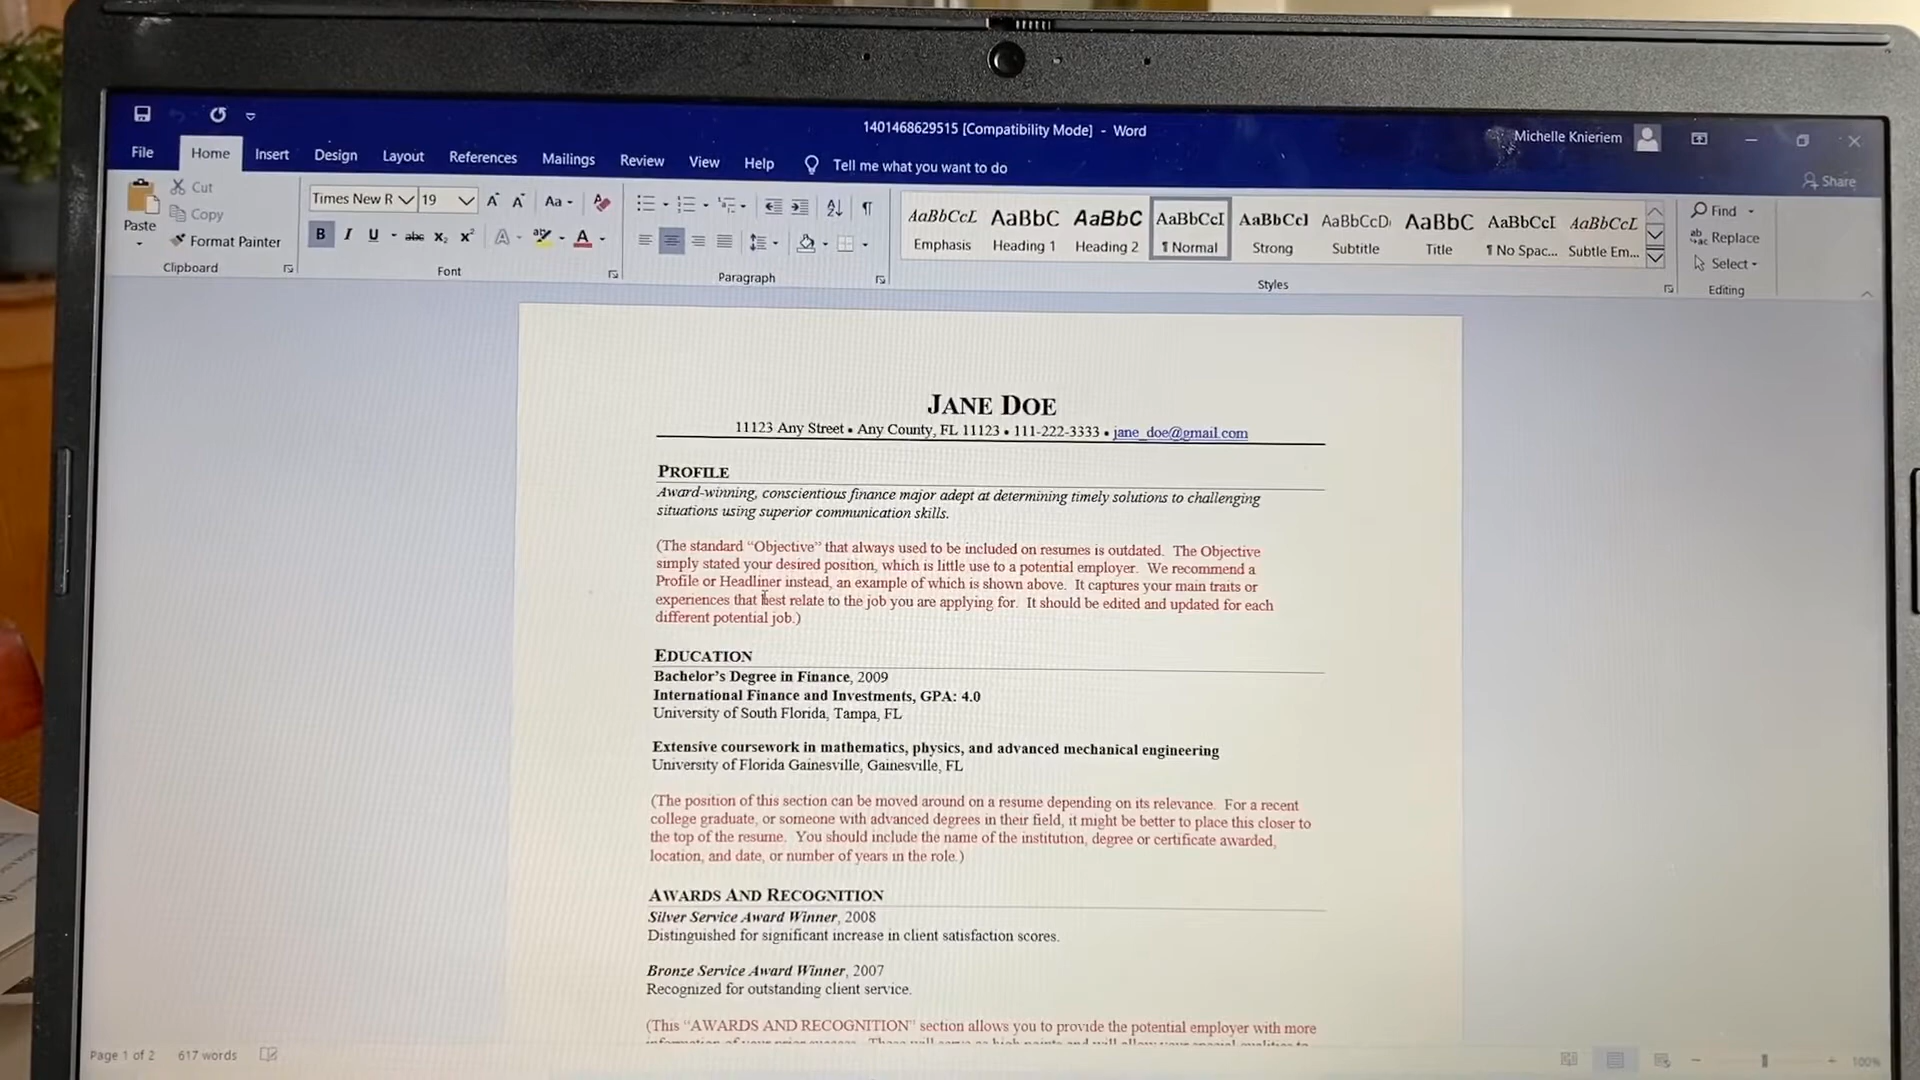 1401468629515 [Compatibility Mode] - Word
Michelle Knieriem
File Home Insert Design Layout References Mailings Review View Help Tell me what you want to do
Share
Paste
Cut
Copy
Format Painter
Clipboard
Times New R 19
Aa
B I U abc X₂ X² A ab A
Font
Paragraph
AaBbCcL AaBbC AaBbC AaBbCcI AaBbCcI AaBbCcD AaBbC AaBbCcI AaBbCcL
Emphasis Heading 1 Heading 2 ¶ Normal Strong Subtitle Title ¶ No Spac... Subtle Em...
Styles
Find
Replace
Select
Editing
JANE DOE
11123 Any Street • Any County, FL 11123 • 111-222-3333 • jane_doe@gmail.com
PROFILE
Award-winning, conscientious finance major adept at determining timely solutions to challenging
situations using superior communication skills.
(The standard “Objective” that always used to be included on resumes is outdated. The Objective
simply stated your desired position, which is little use to a potential employer. We recommend a
Profile or Headliner instead, an example of which is shown above. It captures your main traits or
experiences that best relate to the job you are applying for. It should be edited and updated for each
different potential job.)
EDUCATION
Bachelor’s Degree in Finance, 2009
International Finance and Investments, GPA: 4.0
University of South Florida, Tampa, FL
Extensive coursework in mathematics, physics, and advanced mechanical engineering
University of Florida Gainesville, Gainesville, FL
(The position of this section can be moved around on a resume depending on its relevance. For a recent
college graduate, or someone with advanced degrees in their field, it might be better to place this closer to
the top of the resume. You should include the name of the institution, degree or certificate awarded,
location, and date, or number of years in the role.)
AWARDS AND RECOGNITION
Silver Service Award Winner, 2008
Distinguished for significant increase in client satisfaction scores.
Bronze Service Award Winner, 2007
Recognized for outstanding client service.
(This “AWARDS AND RECOGNITION” section allows you to provide the potential employer with more
Page 1 of 2 617 words
100%